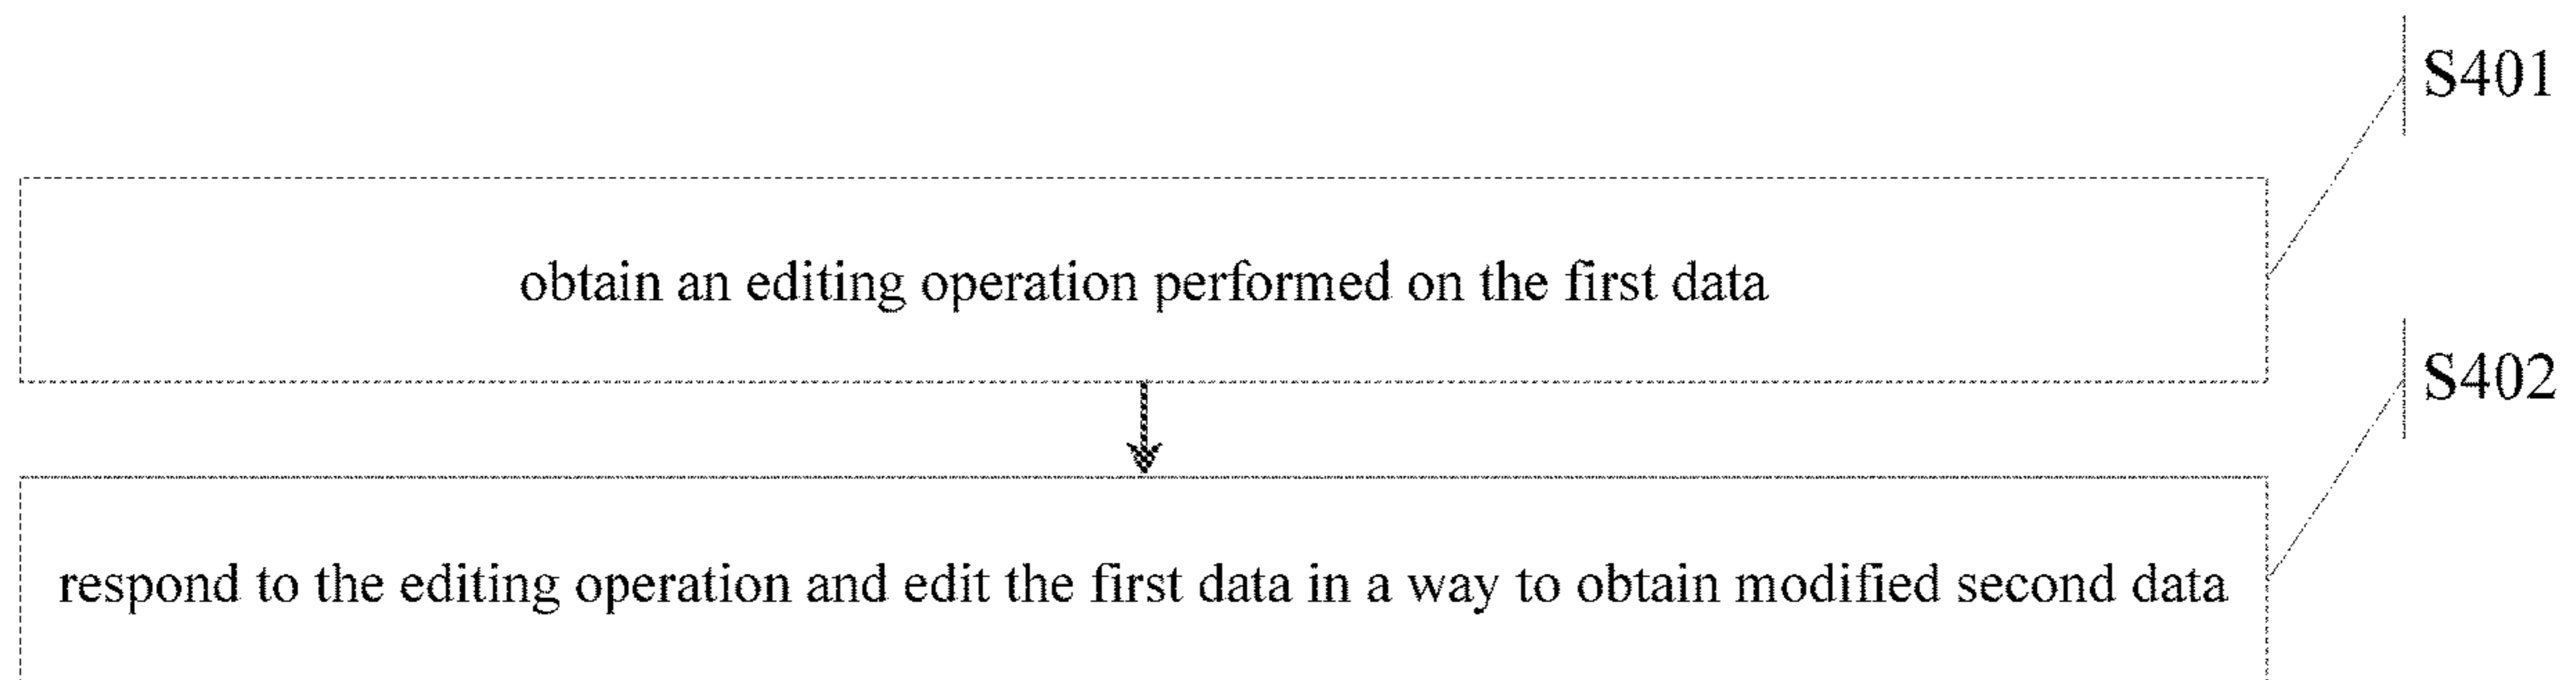 S401
obtain an editing operation performed on the first data
S402
respond to the editing operation and edit the first data in a way to obtain modified second data